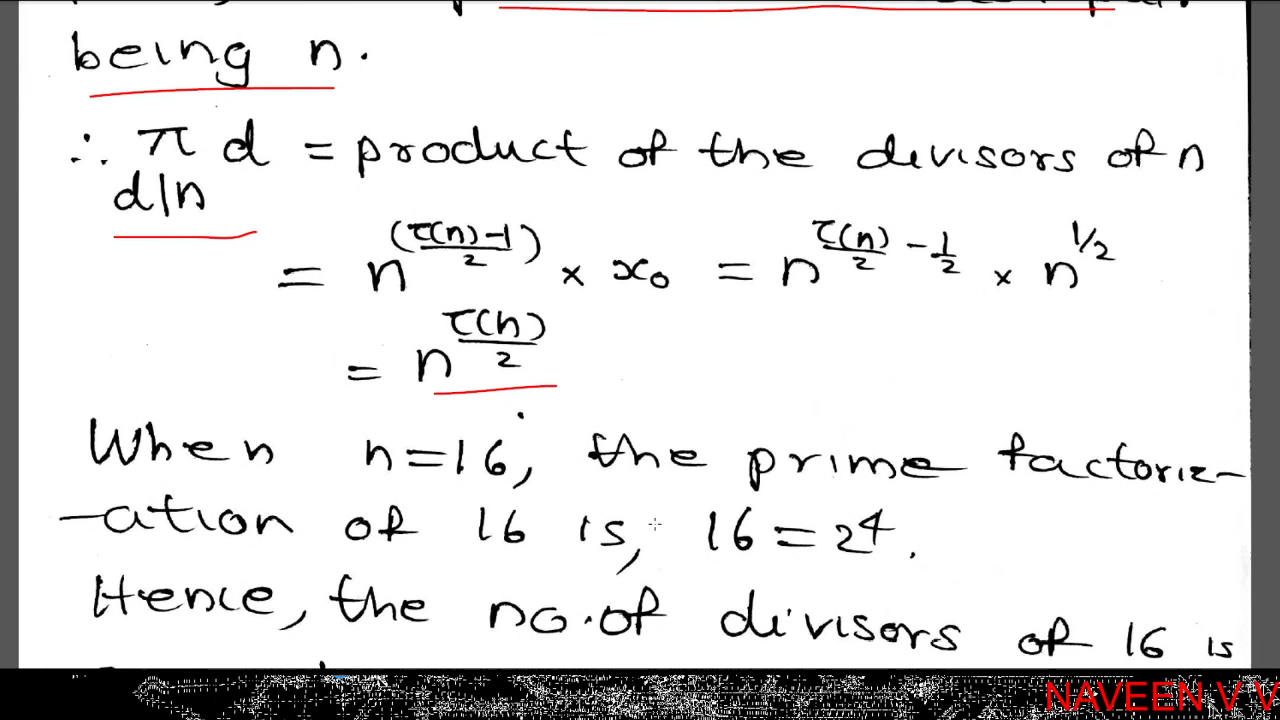 being n.
∴ π d = product of the divisors of n
d|n
= n^((τ(n)-1)/2) × x₀ = n^(τ(n)/2 - 1/2) × n^(1/2)
= n^(τ(n)/2)
When n=16, the prime factoriz-
-ation of 16 is, 16 = 2⁴.
Hence, the no. of divisors of 16 is
NAVEEN V V